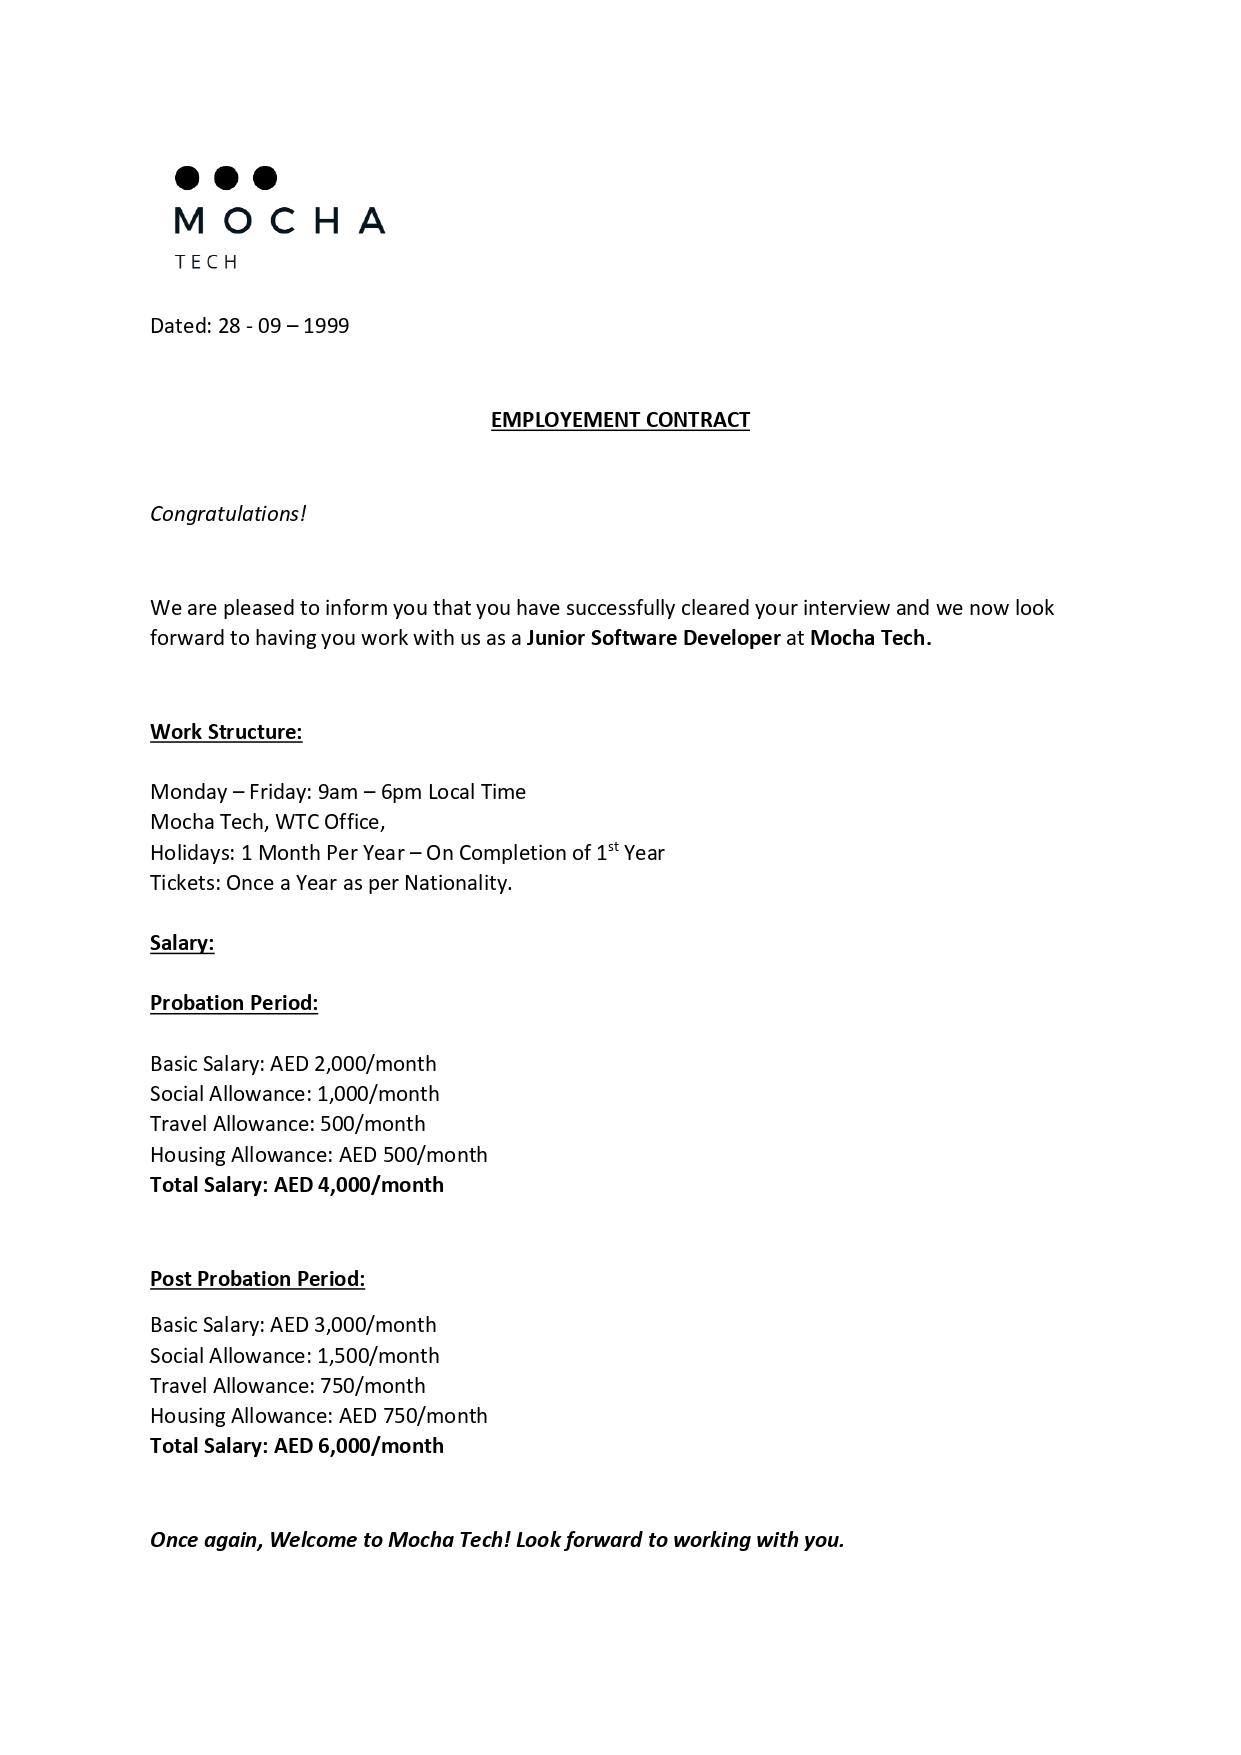 MOCHA
TECH
Dated: 28 - 09 – 1999
EMPLOYEMENT CONTRACT
Congratulations!
We are pleased to inform you that you have successfully cleared your interview and we now look
forward to having you work with us as a Junior Software Developer at Mocha Tech.
Work Structure:
Monday – Friday: 9am – 6pm Local Time
Mocha Tech, WTC Office,
Holidays: 1 Month Per Year – On Completion of 1st Year
Tickets: Once a Year as per Nationality.
Salary:
Probation Period:
Basic Salary: AED 2,000/month
Social Allowance: 1,000/month
Travel Allowance: 500/month
Housing Allowance: AED 500/month
Total Salary: AED 4,000/month
Post Probation Period:
Basic Salary: AED 3,000/month
Social Allowance: 1,500/month
Travel Allowance: 750/month
Housing Allowance: AED 750/month
Total Salary: AED 6,000/month
Once again, Welcome to Mocha Tech! Look forward to working with you.